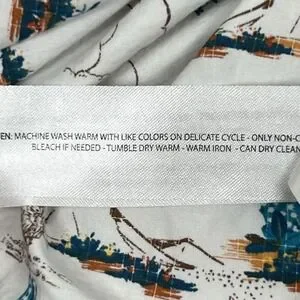 EN: MACHINE WASH WARM WITH LIKE COLORS ON DELICATE CYCLE - ONLY NON-C
BLEACH IF NEEDED - TUMBLE DRY WARM - WARM IRON - CAN DRY CLEAN